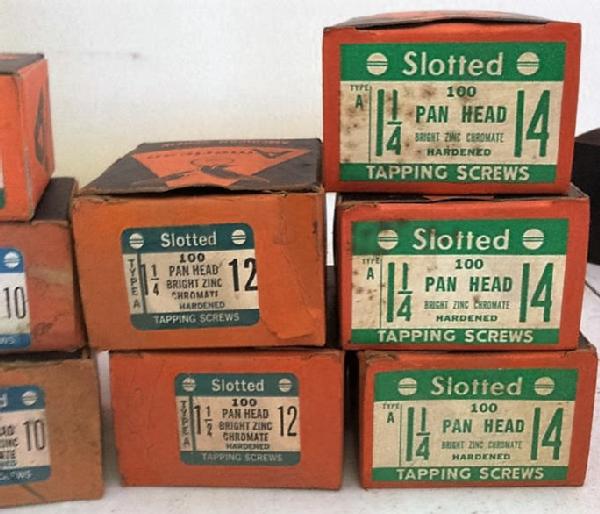 Slotted
100
TYPE A 1 1/4 PAN HEAD 14
BRIGHT ZINC CHROMATE
HARDENED
TAPPING SCREWS
American
Slotted
100
TYPE A 1 1/4 PAN HEAD 12
BRIGHT ZINC
CHROMATE
HARDENED
TAPPING SCREWS
Slotted
100
TYPE A 1 1/4 PAN HEAD 14
BRIGHT ZINC CHROMATE
HARDENED
TAPPING SCREWS
10
Slotted
100
TYPE A 1 1/2 PAN HEAD 12
BRIGHT ZINC
CHROMATE
HARDENED
TAPPING SCREWS
Slotted
100
TYPE A 1 1/4 PAN HEAD 14
BRIGHT ZINC CHROMATE
HARDENED
TAPPING SCREWS
10